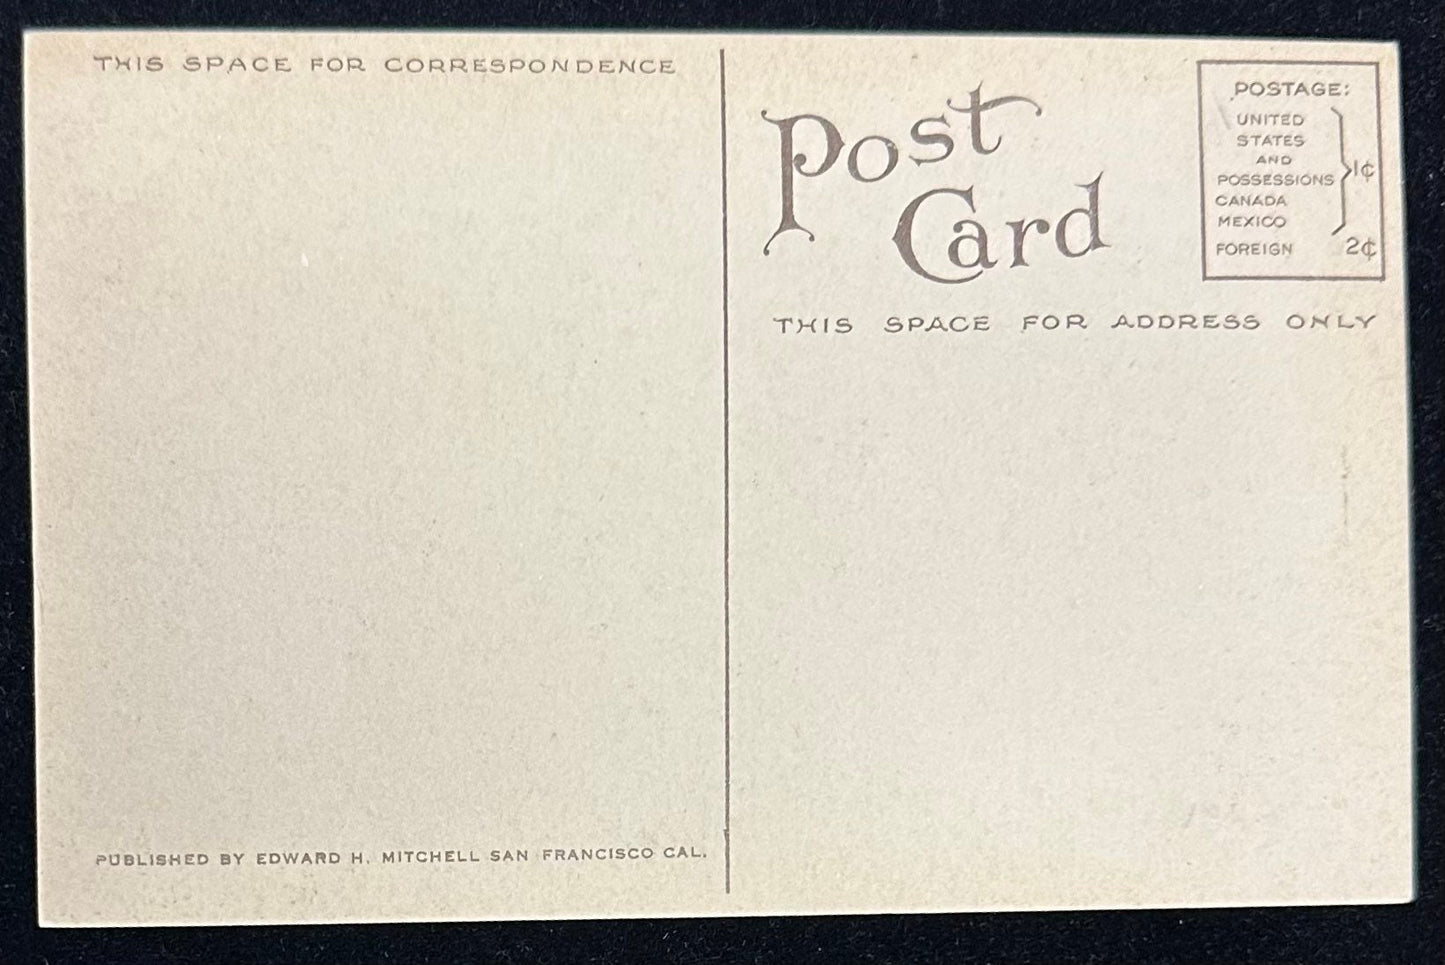 THIS SPACE FOR CORRESPONDENCE
Post
Card
POSTAGE:
UNITED
STATES
AND
POSSESSIONS
CANADA
MEXICO
1¢
FOREIGN 2¢
THIS SPACE FOR ADDRESS ONLY
PUBLISHED BY EDWARD H. MITCHELL SAN FRANCISCO CAL.